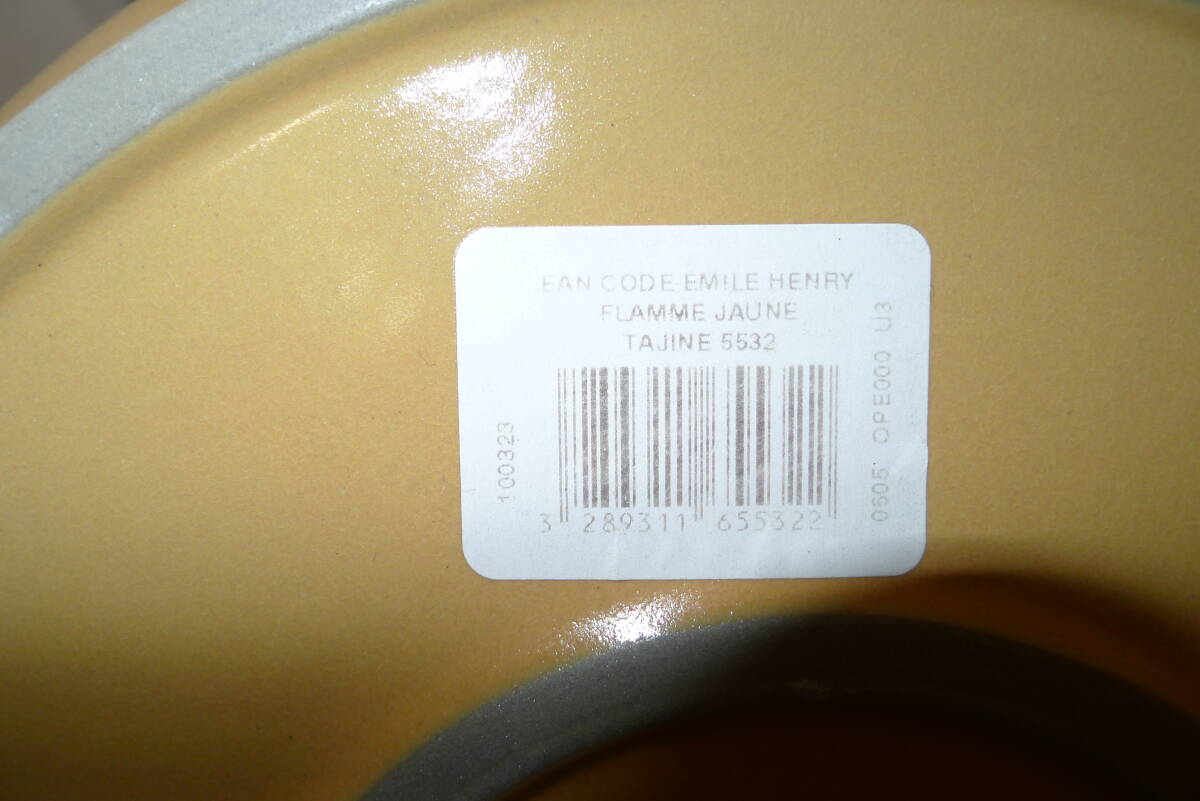 EAN CODE EMILE HENRY
FLAMME JAUNE
TAJINE 5532
100323
0605 OPE000 U3
3 289311 655322